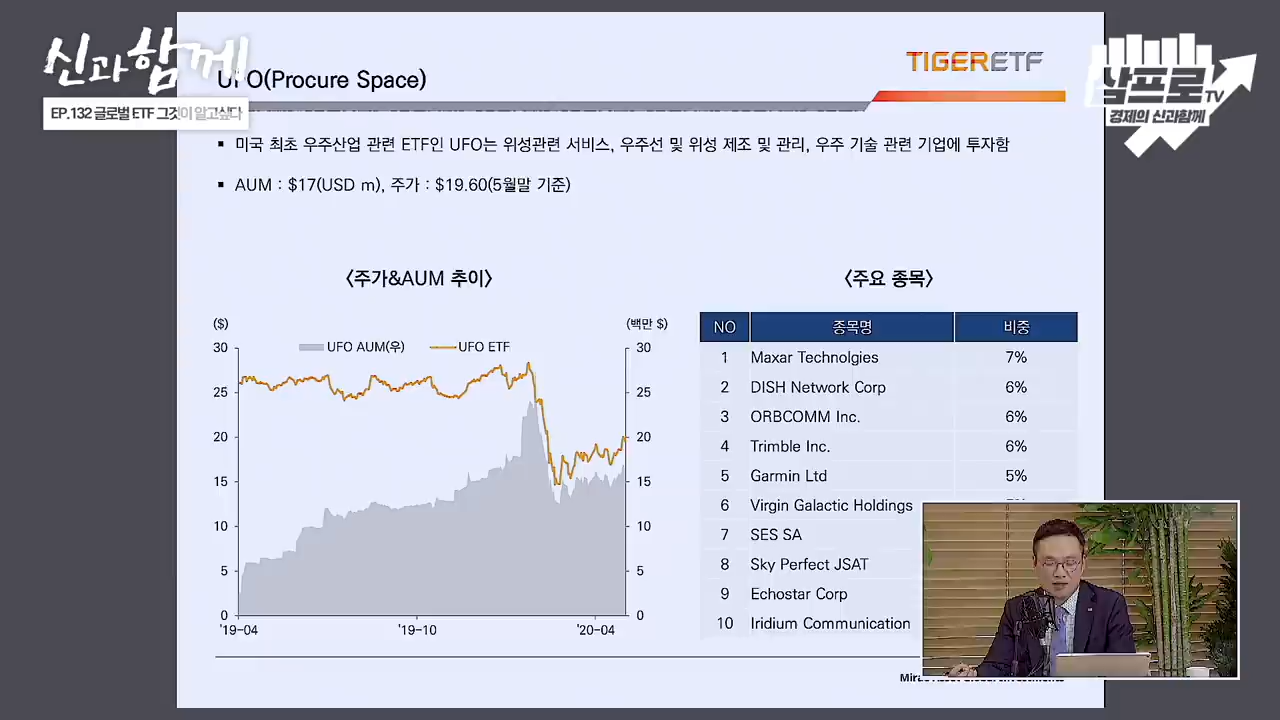 신과함께
EP.132 글로벌 ETF 그것이 알고싶다
UFO(Procure Space)
TIGERETF
삼프로TV
경제의 신과함께
▪ 미국 최초 우주산업 관련 ETF인 UFO는 위성관련 서비스, 우주선 및 위성 제조 및 관리, 우주 기술 관련 기업에 투자함
▪ AUM : $17(USD m), 주가 : $19.60(5월말 기준)
〈주가&AUM 추이〉
($)
(백만 $)
UFO AUM(우)
UFO ETF
30
25
20
15
10
5
0
30
25
20
15
10
5
0
'19-04
'19-10
'20-04
〈주요 종목〉
NO 종목명 비중
1 Maxar Technolgies 7%
2 DISH Network Corp 6%
3 ORBCOMM Inc. 6%
4 Trimble Inc. 6%
5 Garmin Ltd 5%
6 Virgin Galactic Holdings
7 SES SA
8 Sky Perfect JSAT
9 Echostar Corp
10 Iridium Communication